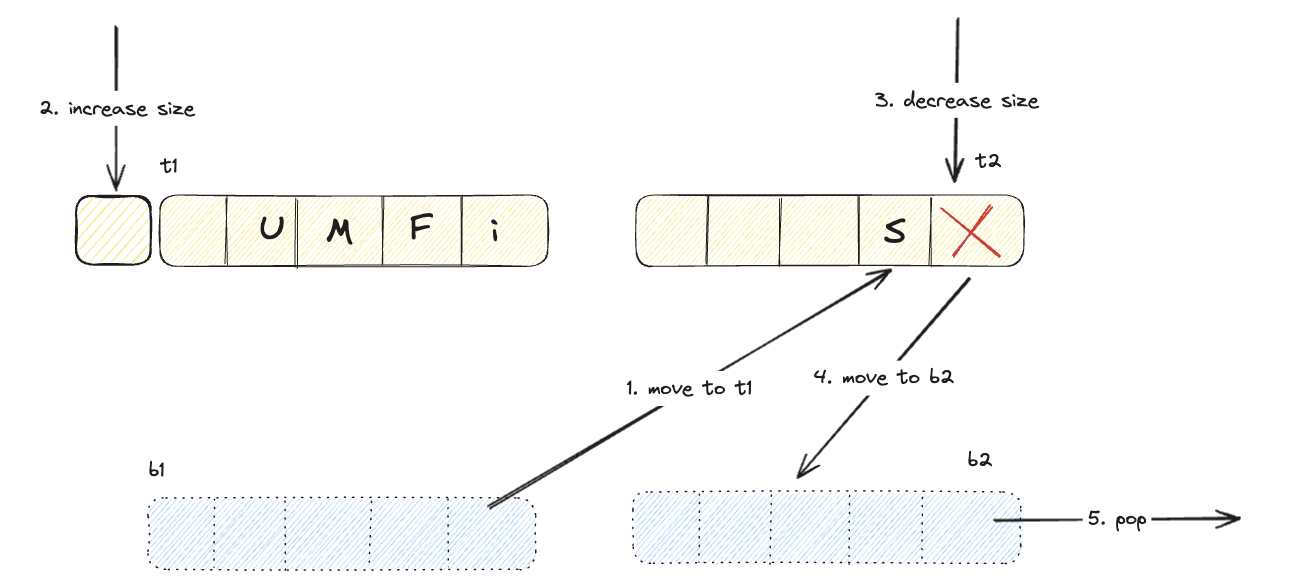 2. increase size
3. decrease size
t1
t2
U M F i
S
1. move to t1
4. move to b2
b1
b2
5. pop